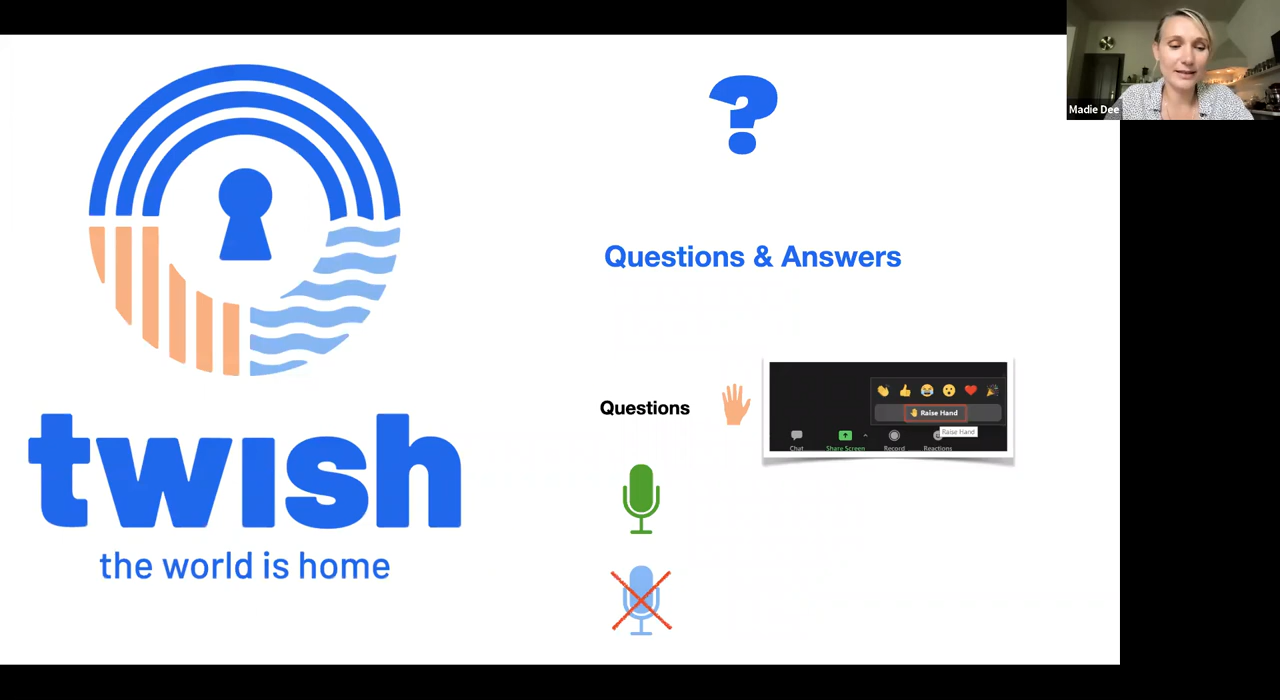 ?
Madie Dee
Questions & Answers
Questions
Raise Hand
Raise Hand
Chat
Share Screen
Record
Reactions
twish
the world is home